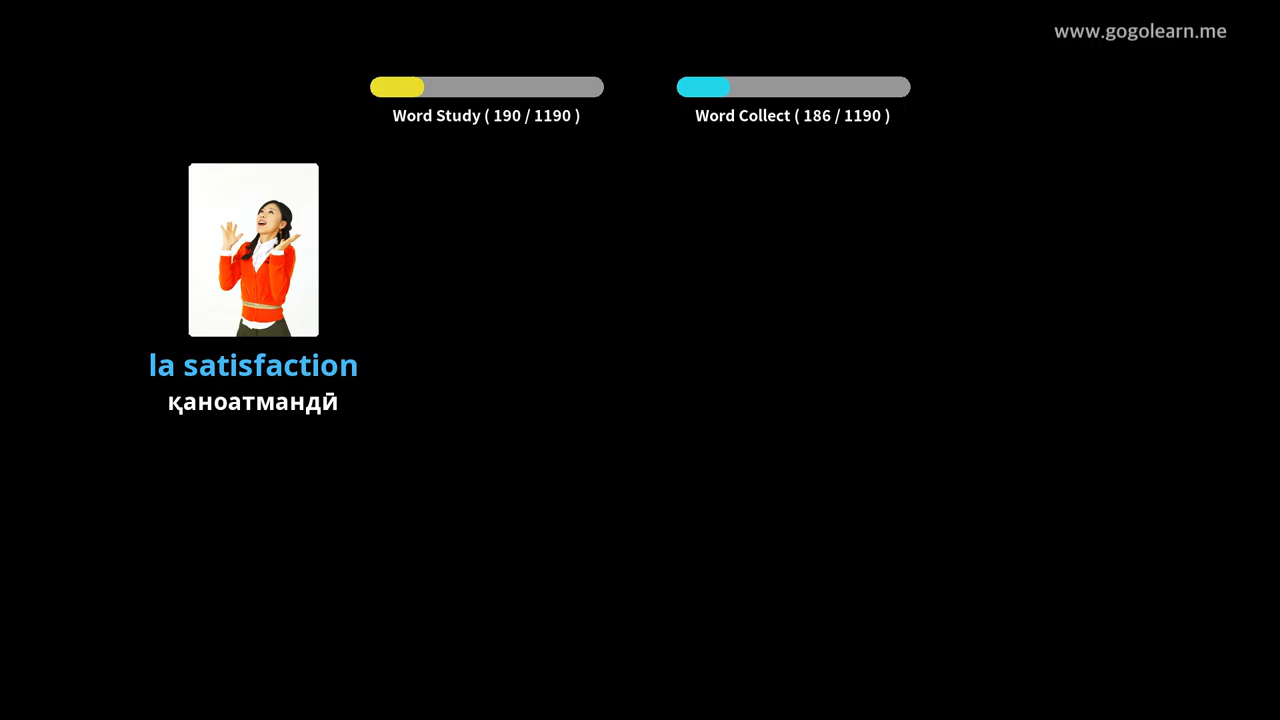 www.gogolearn.me
Word Study ( 190 / 1190 )
Word Collect ( 186 / 1190 )
la satisfaction
қаноатмандӣ